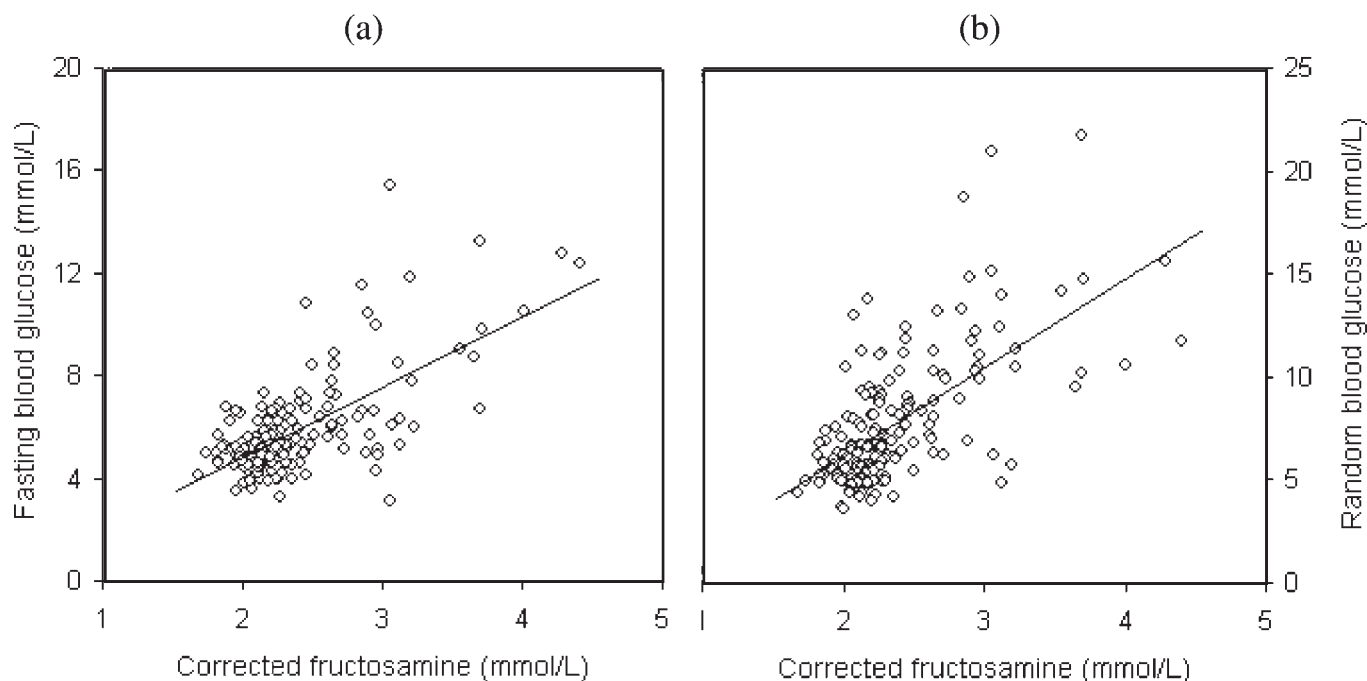 (a)
20
16
12
8
4
0
Fasting blood glucose (mmol/L)
1 2 3 4 5
Corrected fructosamine (mmol/L)
(b)
25
20
15
10
5
0
Random blood glucose (mmol/L)
1 2 3 4 5
Corrected fructosamine (mmol/L)